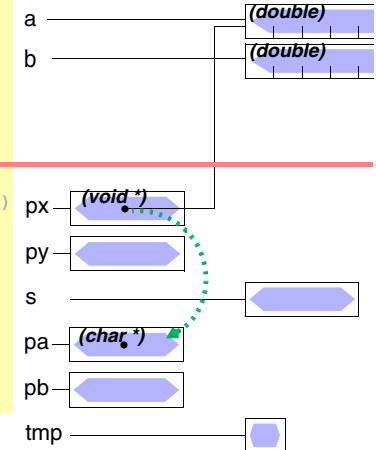 a (double)
b (double)
)
px (void *)
py
s
pa (char *)
pb
tmp